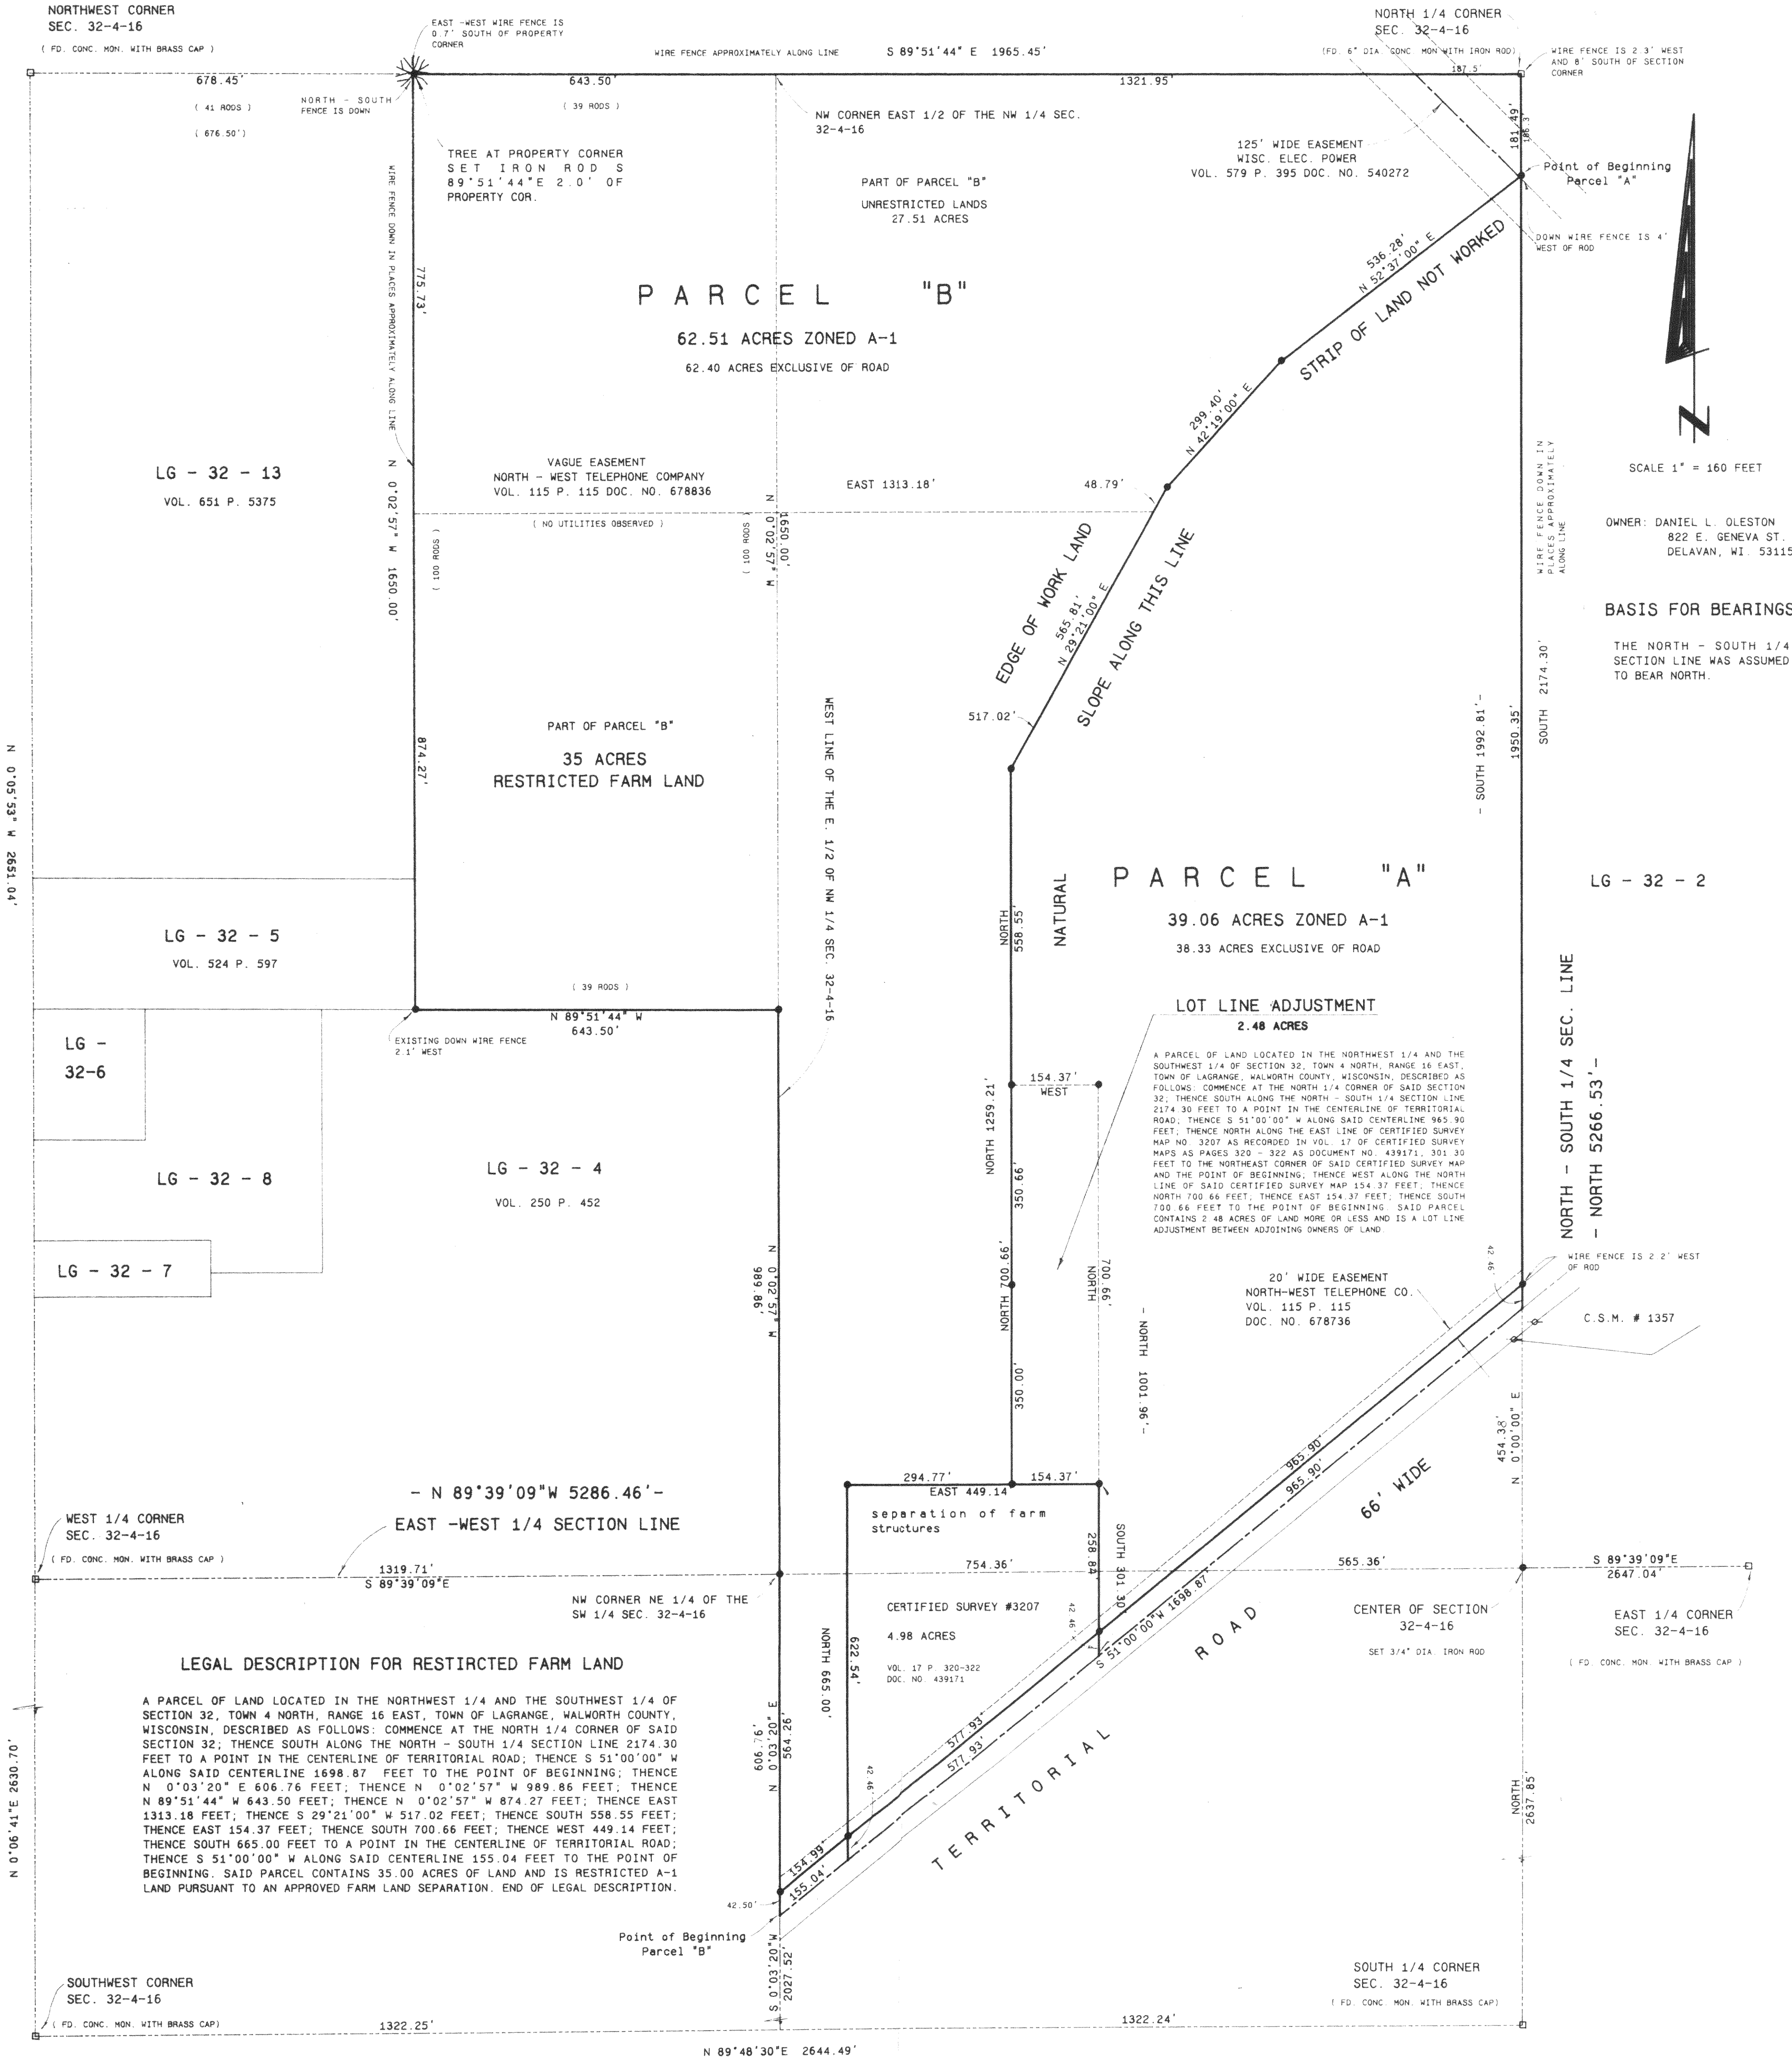 NORTHWEST CORNER
SEC. 32-4-16
( FD. CONC. MON. WITH BRASS CAP )
EAST -WEST WIRE FENCE IS
0.7' SOUTH OF PROPERTY
CORNER
WIRE FENCE APPROXIMATELY ALONG LINE
S 89°51'44" E 1965.45'
NORTH 1/4 CORNER
SEC. 32-4-16
(FD. 6" DIA. CONC. MON WITH IRON ROD)
WIRE FENCE IS 2.3' WEST
AND 8' SOUTH OF SECTION
CORNER
678.45'
( 41 RODS )
( 676.50')
NORTH - SOUTH
FENCE IS DOWN
643.50'
( 39 RODS )
1321.95'
187.5'
NW CORNER EAST 1/2 OF THE NW 1/4 SEC.
32-4-16
181.49'
186.3'
TREE AT PROPERTY CORNER
SET IRON ROD S
89°51'44"E 2.0' OF
PROPERTY COR.
125' WIDE EASEMENT
WISC. ELEC. POWER
VOL. 579 P. 395 DOC. NO. 540272
Point of Beginning
Parcel "A"
PART OF PARCEL "B"
UNRESTRICTED LANDS
27.51 ACRES
DOWN WIRE FENCE IS 4'
WEST OF ROD
WIRE FENCE DOWN IN PLACES APPROXIMATELY ALONG LINE
775.73'
PARCEL "B"
62.51 ACRES ZONED A-1
62.40 ACRES EXCLUSIVE OF ROAD
536.28'
N 52°37'00" E
STRIP OF LAND NOT WORKED
299.40'
N 42°19'00" E
N
SCALE 1" = 160 FEET
LG - 32 - 13
VOL. 651 P. 5375
VAGUE EASEMENT
NORTH - WEST TELEPHONE COMPANY
VOL. 115 P. 115 DOC. NO. 678836
( NO UTILITIES OBSERVED )
EAST 1313.18'
48.79'
N 0°02'57" W 1650.00'
( 100 RODS )
( 100 RODS )
N 0°02'57" W
1650.00'
WIRE FENCE DOWN IN
PLACES APPROXIMATELY
ALONG LINE
OWNER: DANIEL L. OLESTON
822 E. GENEVA ST.
DELAVAN, WI. 53115
BASIS FOR BEARINGS
THE NORTH - SOUTH 1/4
SECTION LINE WAS ASSUMED
TO BEAR NORTH.
EDGE OF WORK LAND
565.81'
N 29°21'00" E
SLOPE ALONG THIS LINE
517.02'
SOUTH 2174.30'
- SOUTH 1992.81'-
1950.35'
PART OF PARCEL "B"
35 ACRES
RESTRICTED FARM LAND
874.27'
WEST LINE OF THE E. 1/2 OF NW 1/4 SEC. 32-4-16
N 0°05'53" W 2651.04'
PARCEL "A"
39.06 ACRES ZONED A-1
38.33 ACRES EXCLUSIVE OF ROAD
LG - 32 - 2
NATURAL
NORTH
558.55'
LG - 32 - 5
VOL. 524 P. 597
( 39 RODS )
N 89°51'44" W
643.50'
EXISTING DOWN WIRE FENCE
2.1' WEST
LG -
32-6
LOT LINE ADJUSTMENT
2.48 ACRES
A PARCEL OF LAND LOCATED IN THE NORTHWEST 1/4 AND THE
SOUTHWEST 1/4 OF SECTION 32, TOWN 4 NORTH, RANGE 16 EAST,
TOWN OF LAGRANGE, WALWORTH COUNTY, WISCONSIN, DESCRIBED AS
FOLLOWS: COMMENCE AT THE NORTH 1/4 CORNER OF SAID SECTION
32; THENCE SOUTH ALONG THE NORTH - SOUTH 1/4 SECTION LINE
2174.30 FEET TO A POINT IN THE CENTERLINE OF TERRITORIAL
ROAD; THENCE S 51°00'00" W ALONG SAID CENTERLINE 965.90
FEET; THENCE NORTH ALONG THE EAST LINE OF CERTIFIED SURVEY
MAP NO. 3207 AS RECORDED IN VOL. 17 OF CERTIFIED SURVEY
MAPS AS PAGES 320 - 322 AS DOCUMENT NO. 439171, 301.30
FEET TO THE NORTHEAST CORNER OF SAID CERTIFIED SURVEY MAP
AND THE POINT OF BEGINNING; THENCE WEST ALONG THE NORTH
LINE OF SAID CERTIFIED SURVEY MAP 154.37 FEET; THENCE
NORTH 700.66 FEET; THENCE EAST 154.37 FEET; THENCE SOUTH
700.66 FEET TO THE POINT OF BEGINNING. SAID PARCEL
CONTAINS 2.48 ACRES OF LAND MORE OR LESS AND IS A LOT LINE
ADJUSTMENT BETWEEN ADJOINING OWNERS OF LAND.
154.37'
WEST
NORTH 1259.21'
350.66'
NORTH - SOUTH 1/4 SEC. LINE
- NORTH 5266.53'-
LG - 32 - 8
LG - 32 - 4
VOL. 250 P. 452
LG - 32 - 7
N 0°02'57" W
989.86'
NORTH 700.66'
700.66'
NORTH
- NORTH 1001.96'-
350.00'
42.46'
WIRE FENCE IS 2.2' WEST
OF ROD
20' WIDE EASEMENT
NORTH-WEST TELEPHONE CO.
VOL. 115 P. 115
DOC. NO. 678736
C.S.M. # 1357
454.38'
N 0°00'00" E
965.90'
965.90'
66' WIDE
294.77'
154.37'
EAST 449.14'
separation of farm
structures
- N 89°39'09"W 5286.46'-
EAST -WEST 1/4 SECTION LINE
WEST 1/4 CORNER
SEC. 32-4-16
( FD. CONC. MON. WITH BRASS CAP )
1319.71'
S 89°39'09"E
754.36'
258.84'
SOUTH 301.30'
565.36'
S 89°39'09"E
2647.04'
NW CORNER NE 1/4 OF THE
SW 1/4 SEC. 32-4-16
CERTIFIED SURVEY #3207
4.98 ACRES
VOL. 17 P. 320-322
DOC. NO. 439171
42.46'
S 51°00'00"W 1698.87'
CENTER OF SECTION
32-4-16
SET 3/4" DIA. IRON ROD
EAST 1/4 CORNER
SEC. 32-4-16
( FD. CONC. MON. WITH BRASS CAP )
TERRITORIAL ROAD
LEGAL DESCRIPTION FOR RESTIRCTED FARM LAND
A PARCEL OF LAND LOCATED IN THE NORTHWEST 1/4 AND THE SOUTHWEST 1/4 OF
SECTION 32, TOWN 4 NORTH, RANGE 16 EAST, TOWN OF LAGRANGE, WALWORTH COUNTY,
WISCONSIN, DESCRIBED AS FOLLOWS: COMMENCE AT THE NORTH 1/4 CORNER OF SAID
SECTION 32; THENCE SOUTH ALONG THE NORTH - SOUTH 1/4 SECTION LINE 2174.30
FEET TO A POINT IN THE CENTERLINE OF TERRITORIAL ROAD; THENCE S 51°00'00" W
ALONG SAID CENTERLINE 1698.87 FEET TO THE POINT OF BEGINNING; THENCE
N 0°03'20" E 606.76 FEET; THENCE N 0°02'57" W 989.86 FEET; THENCE
N 89°51'44" W 643.50 FEET; THENCE N 0°02'57" W 874.27 FEET; THENCE EAST
1313.18 FEET; THENCE S 29°21'00" W 517.02 FEET; THENCE SOUTH 558.55 FEET;
THENCE EAST 154.37 FEET; THENCE SOUTH 700.66 FEET; THENCE WEST 449.14 FEET;
THENCE SOUTH 665.00 FEET TO A POINT IN THE CENTERLINE OF TERRITORIAL ROAD;
THENCE S 51°00'00" W ALONG SAID CENTERLINE 155.04 FEET TO THE POINT OF
BEGINNING. SAID PARCEL CONTAINS 35.00 ACRES OF LAND AND IS RESTRICTED A-1
LAND PURSUANT TO AN APPROVED FARM LAND SEPARATION. END OF LEGAL DESCRIPTION.
N 0°06'41"E 2630.70'
606.76'
N 0°03'20" E
564.26'
NORTH 665.00'
622.54'
577.93'
577.93'
42.46'
154.99'
155.04'
42.50'
Point of Beginning
Parcel "B"
NORTH
2637.85'
S 0°03'20"W
2027.52'
SOUTHWEST CORNER
SEC. 32-4-16
( FD. CONC. MON. WITH BRASS CAP)
SOUTH 1/4 CORNER
SEC. 32-4-16
( FD. CONC. MON. WITH BRASS CAP)
1322.25'
1322.24'
N 89°48'30"E 2644.49'